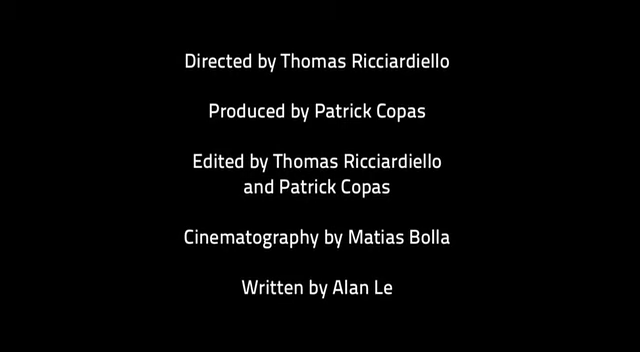 Directed by Thomas Ricciardiello
Produced by Patrick Copas
Edited by Thomas Ricciardiello
and Patrick Copas
Cinematography by Matias Bolla
Written by Alan Le